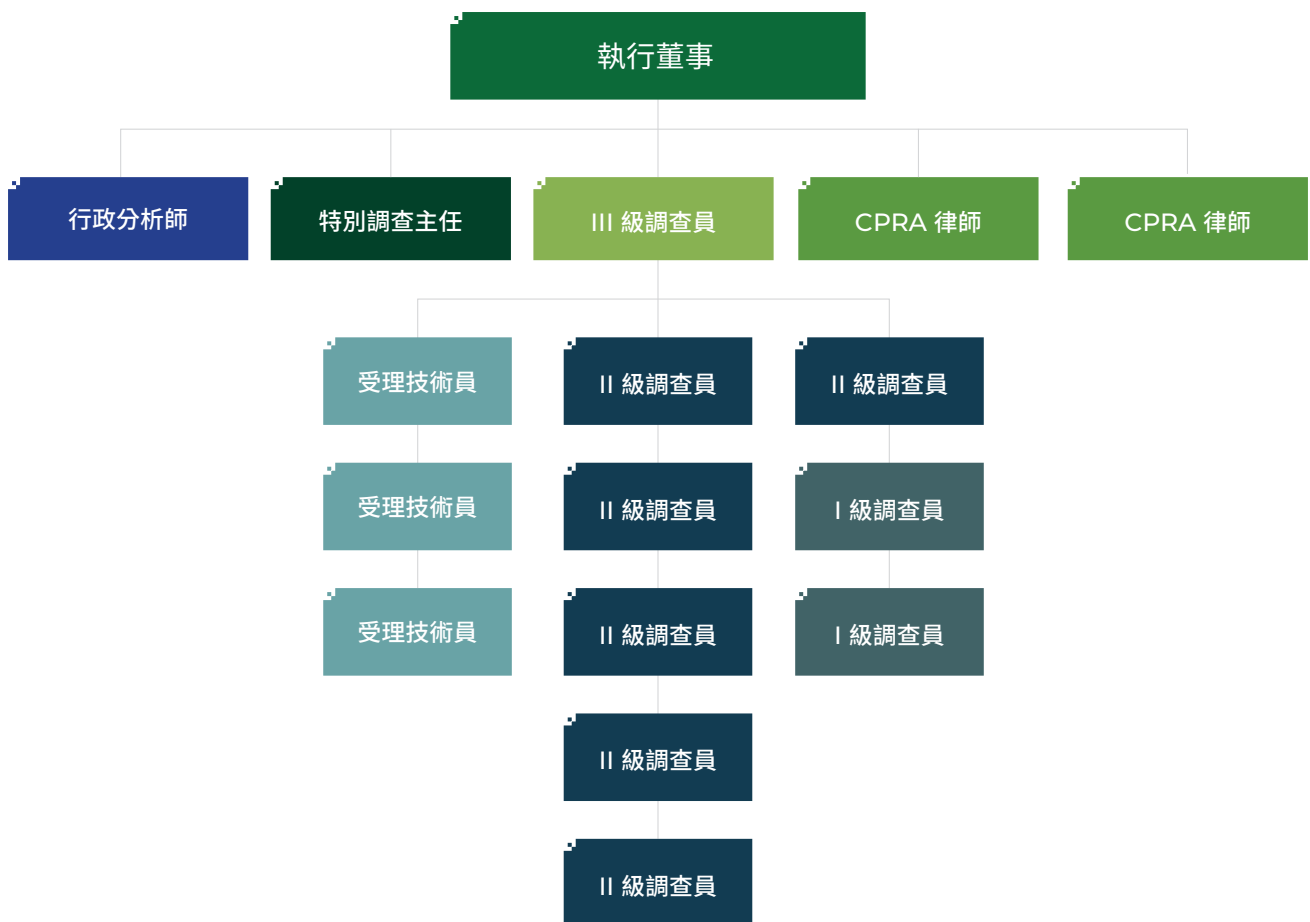 執行董事
行政分析師
特別調查主任
III 級調查員
CPRA 律師
CPRA 律師
受理技術員
II 級調查員
II 級調查員
受理技術員
II 級調查員
I 級調查員
受理技術員
II 級調查員
I 級調查員
II 級調查員
II 級調查員